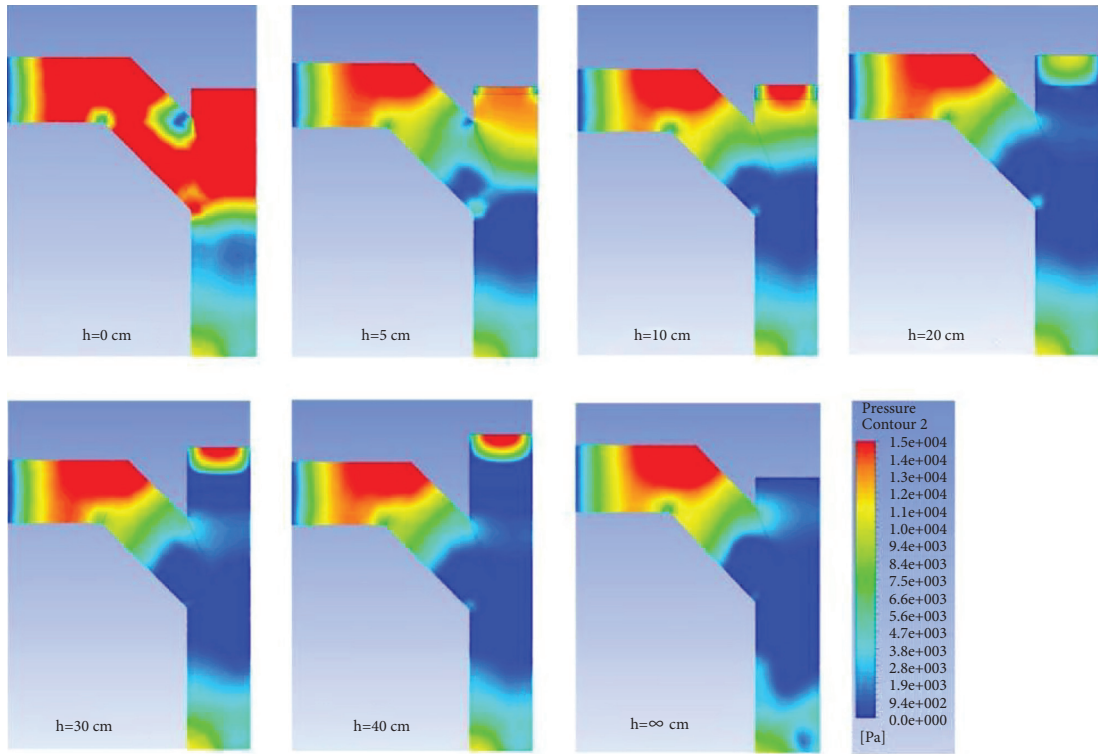 h=0 cm
h=5 cm
h=10 cm
h=20 cm
h=30 cm
h=40 cm
h=∞ cm
Pressure
Contour 2
1.5e+004
1.4e+004
1.3e+004
1.2e+004
1.1e+004
1.0e+004
9.4e+003
8.4e+003
7.5e+003
6.6e+003
5.6e+003
4.7e+003
3.8e+003
2.8e+003
1.9e+003
9.4e+002
0.0e+000
[Pa]